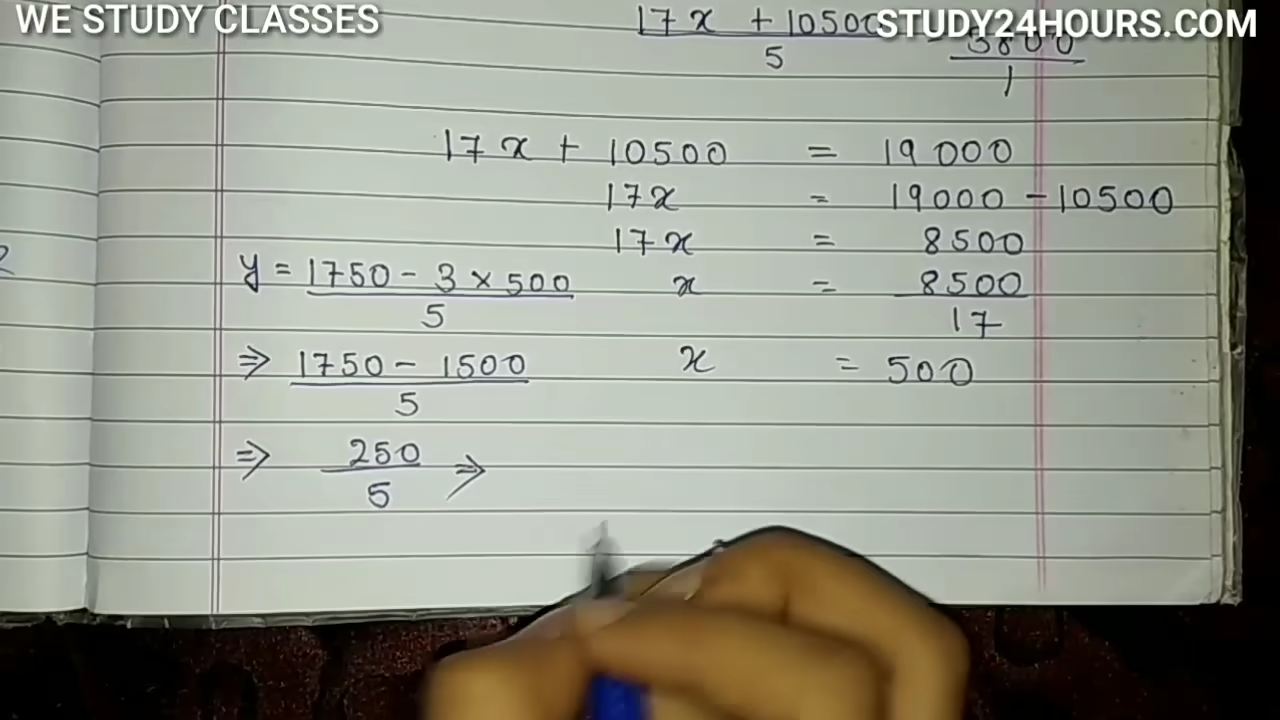 WE STUDY CLASSES
STUDY24HOURS.COM
17x + 10500
5
3800
1
17x + 10500 = 19000
17x = 19000 - 10500
17x = 8500
y = 1750 - 3 × 500
5
x = 8500
17
⇒ 1750 - 1500
5
x = 500
⇒ 250 ⇒
5